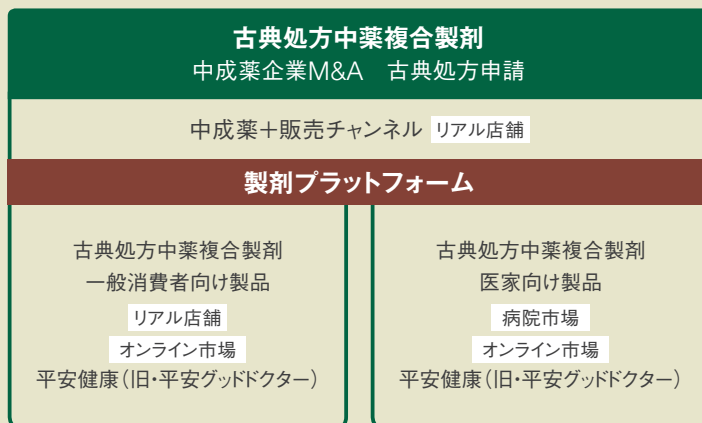 古典処方中薬複合製剤
中成薬企業M&A　古典処方申請
中成薬＋販売チャンネル リアル店舗
製剤プラットフォーム
古典処方中薬複合製剤
一般消費者向け製品
リアル店舗
オンライン市場
平安健康（旧・平安グッドドクター）
古典処方中薬複合製剤
医家向け製品
病院市場
オンライン市場
平安健康（旧・平安グッドドクター）